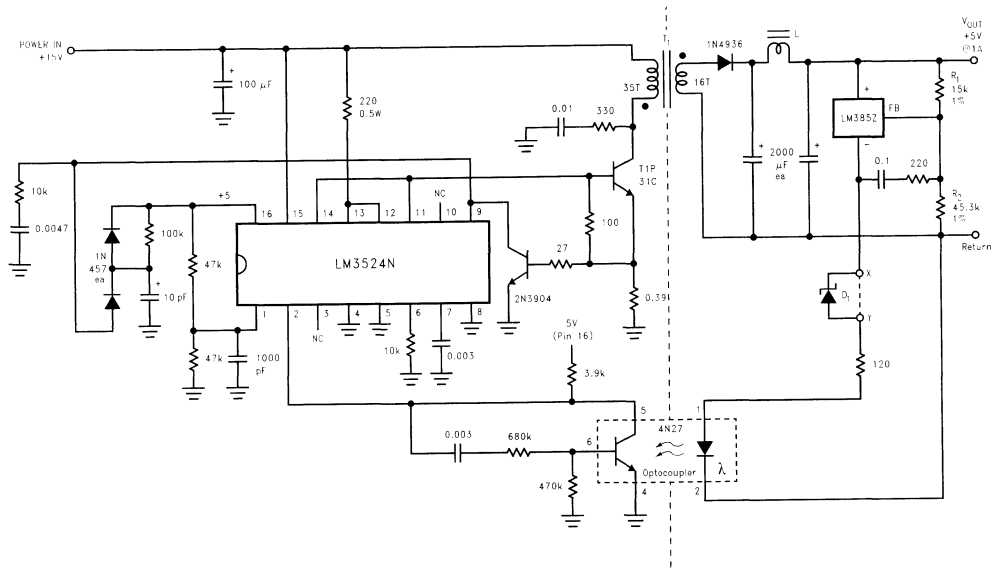 POWER IN
+15V
+
100 μF
220
0.5W
0.01
330
T1
35T
16T
1N4936
L
VOUT
+5V
@1A
R1
15k
1%
+
LM385Z
FB
−
0.1
220
R2
45.3k
1%
Return
+
2000
μF
ea
+
T1P
31C
100
27
2N3904
0.39
10k
0.0047
+5
1N
457
ea
100k
+
10 pF
47k
47k
1000
pF
16
15
14
13
12
11
NC
10
9
LM3524N
1
2
3
4
5
6
7
8
NC
10k
0.003
5V
(Pin 16)
3.9k
X
D1
Y
120
0.003
680k
470k
6
5
4N27
1
Optocoupler
λ
4
2